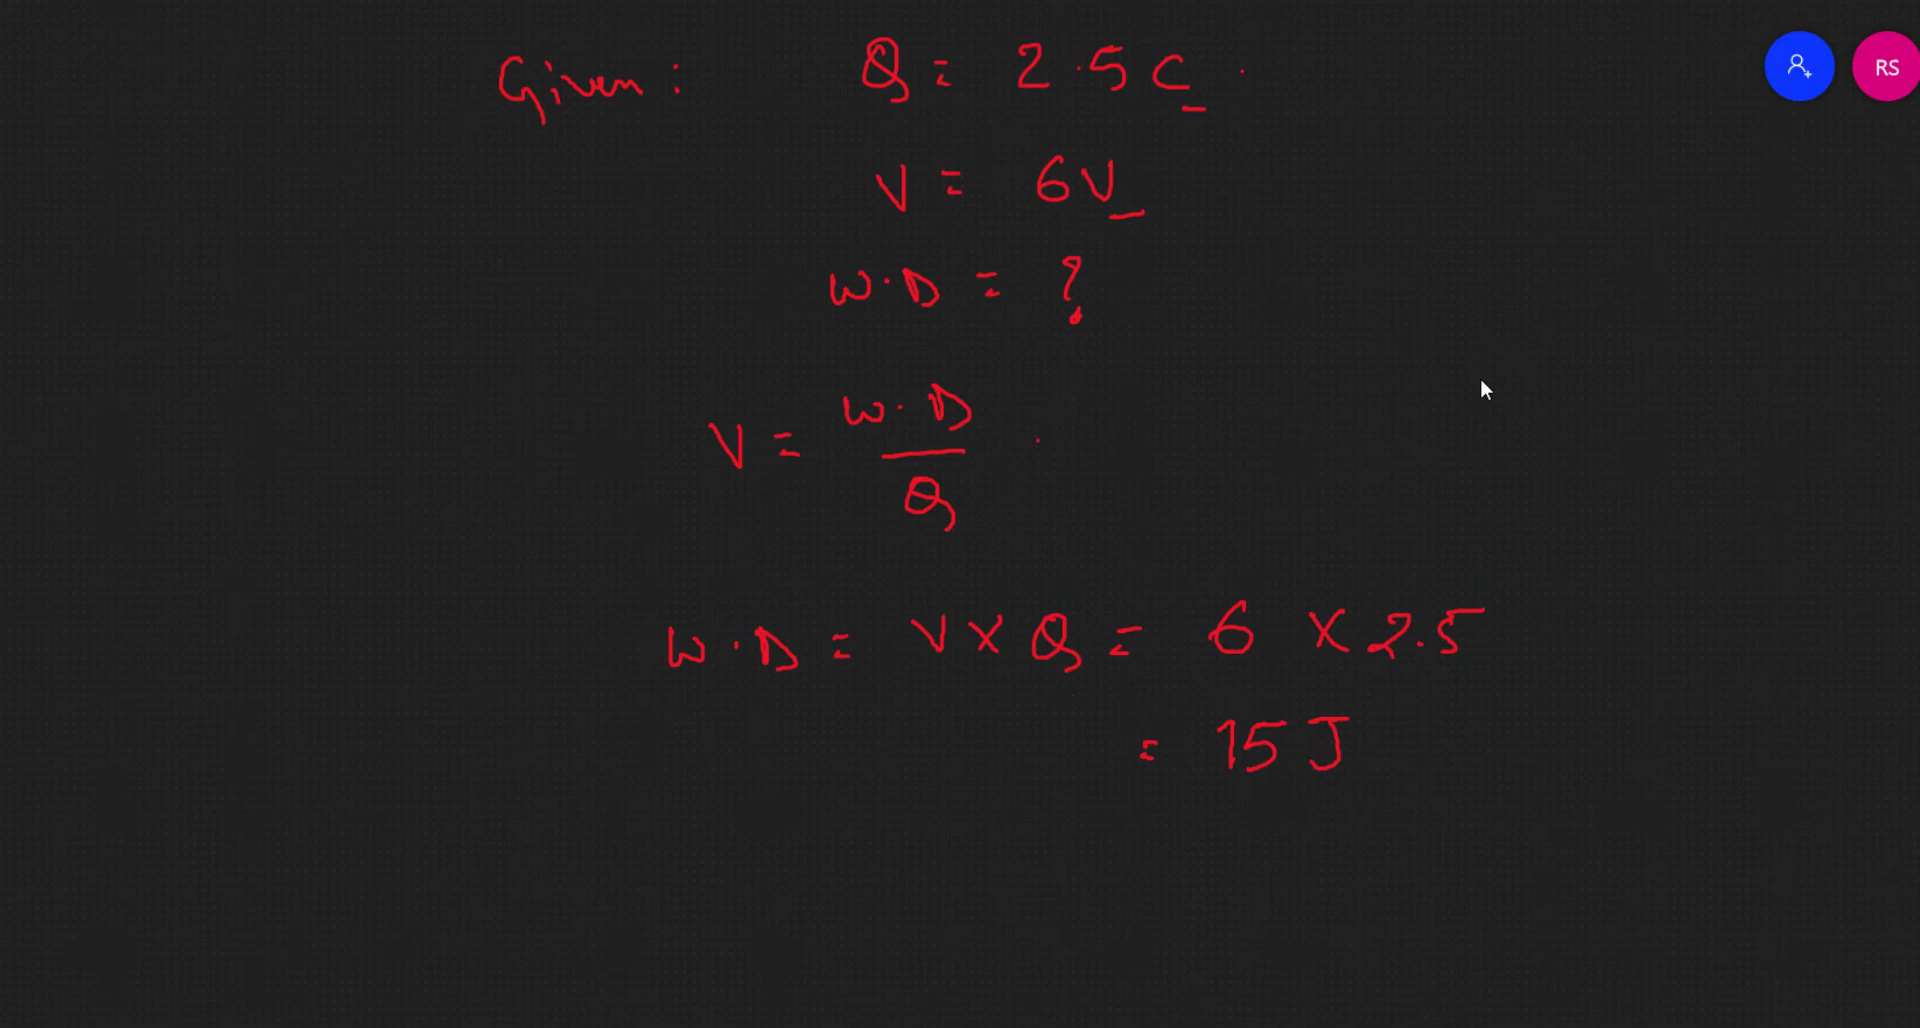 Given: Q = 2.5 C
RS
V = 6V
W.D = ?
V = W.D / Q
W.D = V × Q = 6 × 2.5
= 15 J